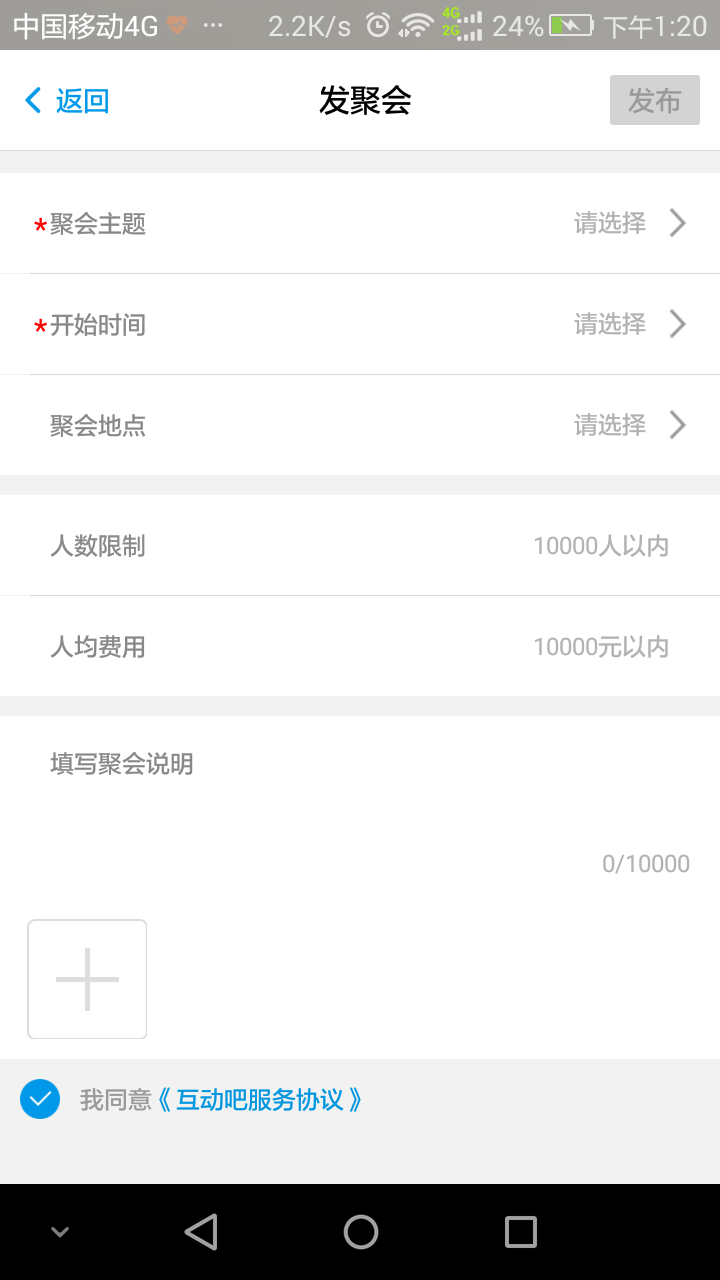 中国移动4G ··· 2.2K/s 4G 2G 24% 下午1:20
返回 发聚会 发布
*聚会主题 请选择
*开始时间 请选择
聚会地点 请选择
人数限制 10000人以内
人均费用 10000元以内
填写聚会说明
0/10000
我同意《互动吧服务协议》